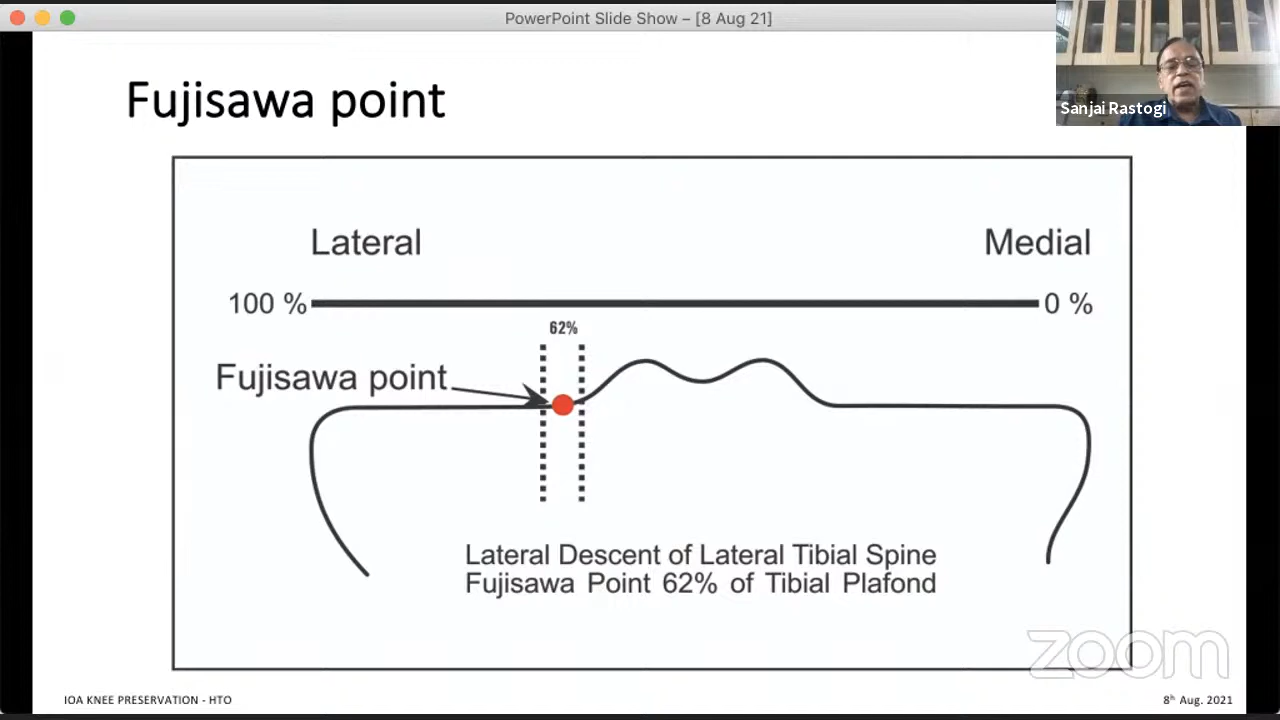 PowerPoint Slide Show – [8 Aug 21]
Sanjai Rastogi
Fujisawa point
Lateral
Medial
100 %
0 %
62%
Fujisawa point
Lateral Descent of Lateral Tibial Spine
Fujisawa Point 62% of Tibial Plafond
zoom
IOA KNEE PRESERVATION - HTO
8ᵗʰ Aug. 2021